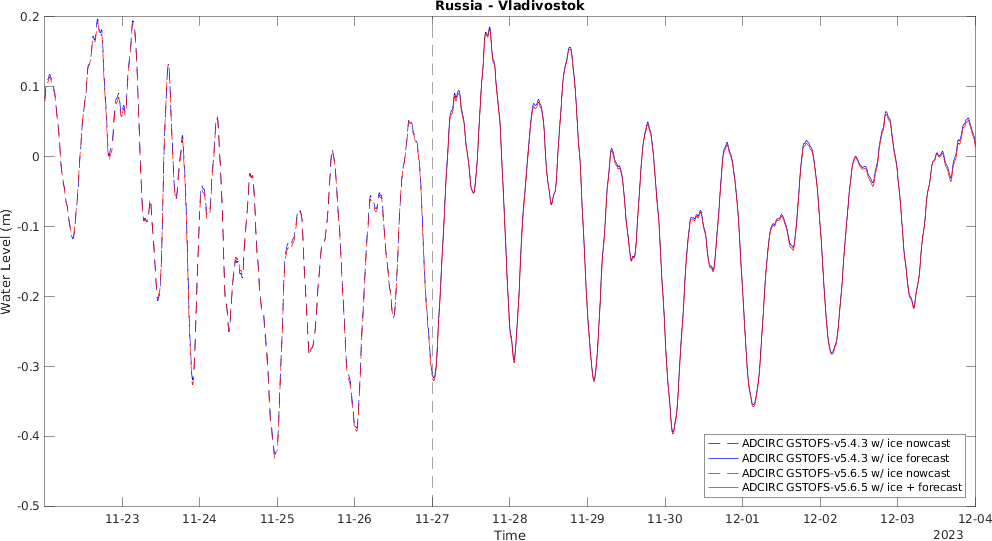 Russia - Vladivostok
Water Level (m)
0.2
0.1
0
-0.1
-0.2
-0.3
-0.4
-0.5
ADCIRC GSTOFS-v5.4.3 w/ ice nowcast
ADCIRC GSTOFS-v5.4.3 w/ ice forecast
ADCIRC GSTOFS-v5.6.5 w/ ice nowcast
ADCIRC GSTOFS-v5.6.5 w/ ice + forecast
11-23 11-24 11-25 11-26 11-27 11-28 11-29 11-30 12-01 12-02 12-03 12-04
Time
2023